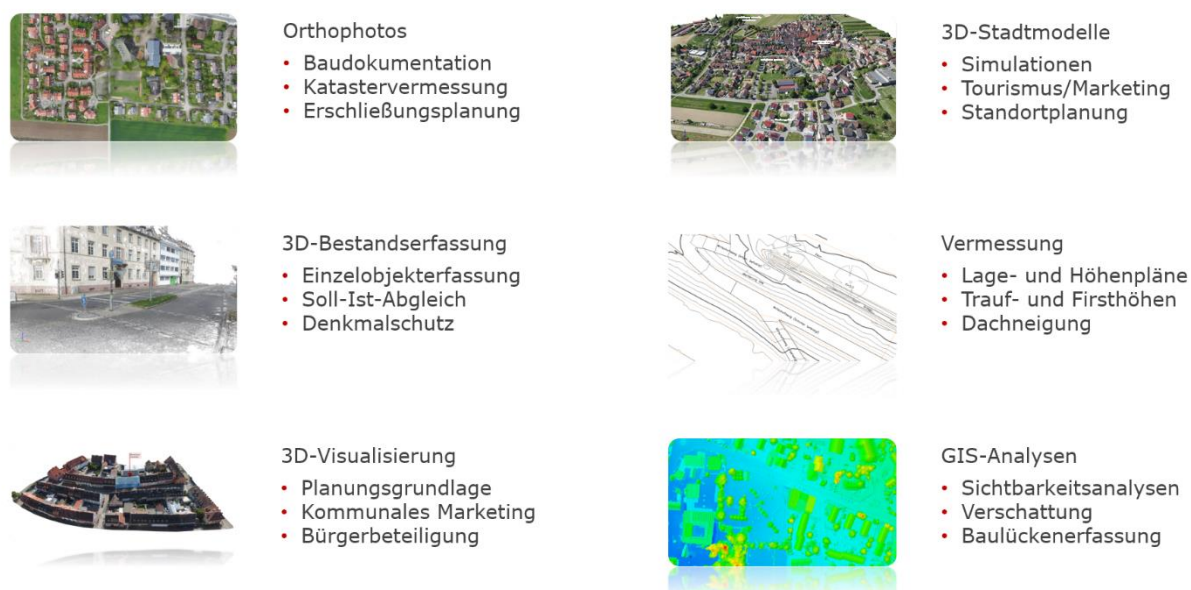 Orthophotos
• Baudokumentation
• Katastervermessung
• Erschließungsplanung
3D-Stadtmodelle
• Simulationen
• Tourismus/Marketing
• Standortplanung
3D-Bestandserfassung
• Einzelobjekterfassung
• Soll-Ist-Abgleich
• Denkmalschutz
Vermessung
• Lage- und Höhenpläne
• Trauf- und Firsthöhen
• Dachneigung
3D-Visualisierung
• Planungsgrundlage
• Kommunales Marketing
• Bürgerbeteiligung
GIS-Analysen
• Sichtbarkeitsanalysen
• Verschattung
• Baulückenerfassung